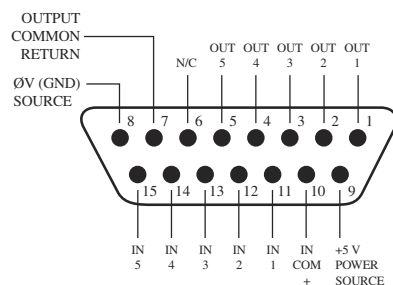 OUTPUT
COMMON
RETURN
ØV (GND)
SOURCE
N/C
OUT
5
OUT
4
OUT
3
OUT
2
OUT
1
8 7 6 5 4 3 2 1
15 14 13 12 11 10 9
IN
5
IN
4
IN
3
IN
2
IN
1
IN
COM
+
+5 V
POWER
SOURCE